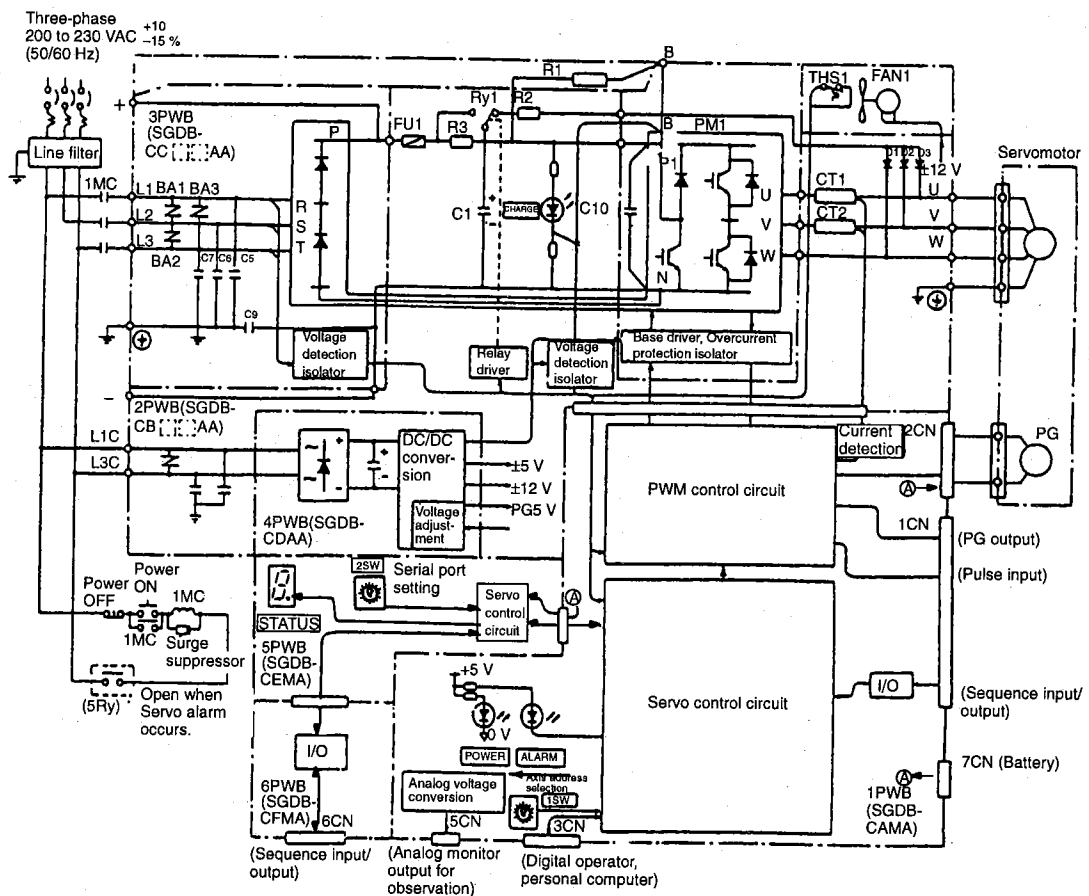 Three-phase
200 to 230 VAC +10 −15 %
(50/60 Hz)
Line filter
1MC
+
3PWB
(SGDB-
CC[ ][ ]AA)
L1
BA1
BA3
L2
L3
BA2
C7
C6
C5
C9
R
S
T
P
FU1
Ry1
R3
R2
R1
B
C1
CHARGE
C10
B
PM1
P1
N
U
V
W
THS1
FAN1
D1
D2
D3
±12 V
CT1
CT2
U
V
W
Servomotor
Voltage
detection
isolator
Relay
driver
Voltage
detection
isolator
Base driver, Overcurrent
protection isolator
−
2PWB(SGDB-
CB[ ][ ]AA)
L1C
L3C
~
~
+
-
+
-
DC/DC
conver-
sion
Voltage
adjust-
ment
±5 V
±12 V
PG5 V
4PWB(SGDB-
CDAA)
PWM control circuit
Current
detection
2CN
A
PG
1CN
(PG output)
(Pulse input)
Power
OFF
Power
ON
1MC
1MC
Surge
suppressor
(5Ry)
Open when
Servo alarm
occurs.
2SW
Serial port
setting
STATUS
Servo
control
circuit
A
5PWB
(SGDB-
CEMA)
+5 V
0 V
POWER
ALARM
Servo control circuit
I/O
(Sequence input/
output)
I/O
6PWB
(SGDB-
CFMA)
6CN
(Sequence input/
output)
Analog voltage
conversion
Axis address
selection
1SW
5CN
(Analog monitor
output for
observation)
3CN
(Digital operator,
personal computer)
A
7CN (Battery)
1PWB
(SGDB-
CAMA)